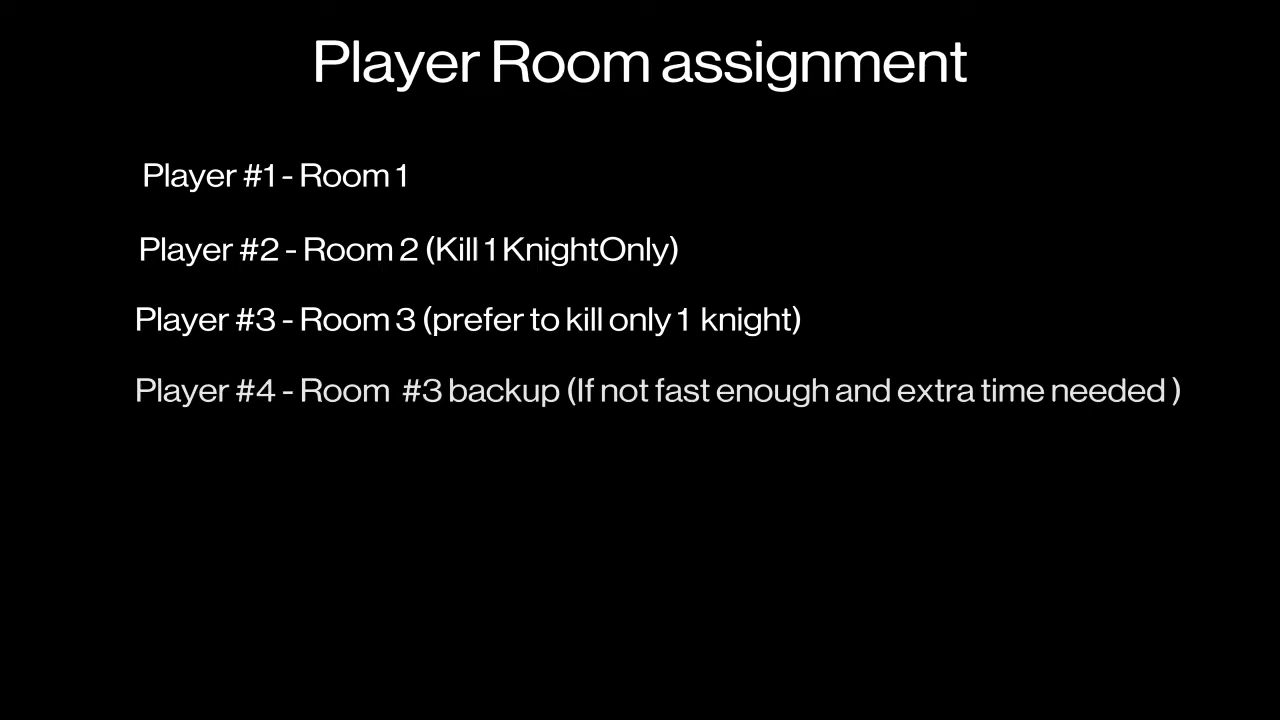 Player Room assignment
Player #1 - Room 1
Player #2 - Room 2 (Kill 1 KnightOnly)
Player #3 - Room 3 (prefer to kill only 1 knight)
Player #4 - Room #3 backup (If not fast enough and extra time needed )